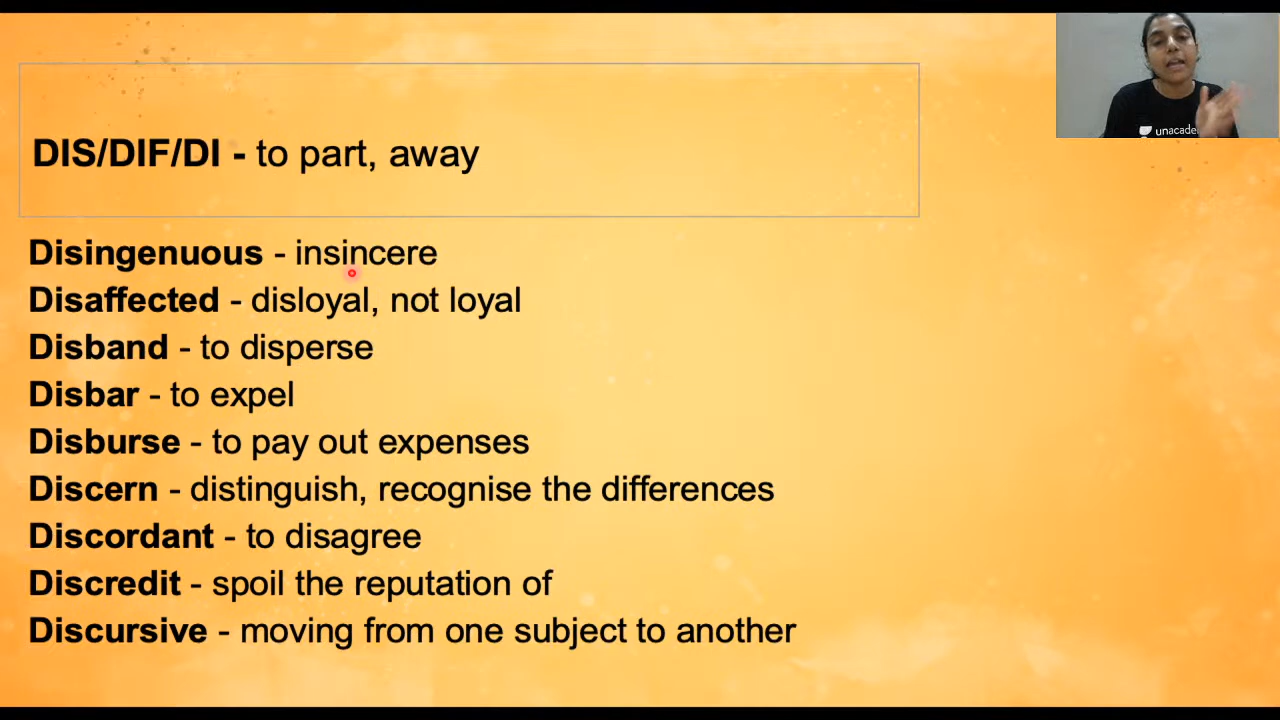 DIS/DIF/DI - to part, away
Disingenuous - insincere
Disaffected - disloyal, not loyal
Disband - to disperse
Disbar - to expel
Disburse - to pay out expenses
Discern - distinguish, recognise the differences
Discordant - to disagree
Discredit - spoil the reputation of
Discursive - moving from one subject to another